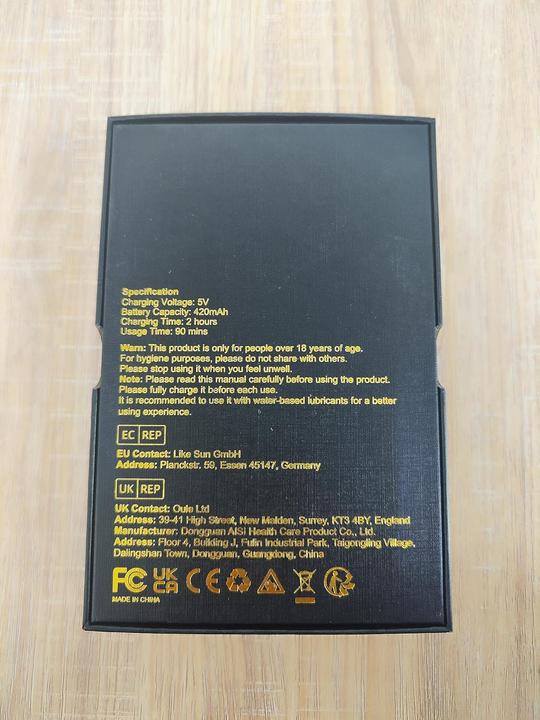 Specification
Charging Voltage: 5V
Battery Capacity: 420mAh
Charging Time: 2 hours
Usage Time: 90 mins
Warn: This product is only for people over 18 years of age.
For hygiene purposes, please do not share with others.
Please stop using it when you feel unwell.
Note: Please read this manual carefully before using the product.
Please fully charge it before each use.
It is recommended to use it with water-based lubricants for a better
using experience.
EC REP
EU Contact: Like Sun GmbH
Address: Planckstr. 59, Essen 45147, Germany
UK REP
UK Contact: Oule Ltd
Address: 39-41 High Street, New Malden, Surrey, KT3 4BY, England
Manufacturer: Dongguan AISI Health Care Product Co., Ltd.
Address: Floor 4, Building J, Fulin Industrial Park, Taigongling Village,
Dalingshan Town, Dongguan, Guangdong, China
FC UK CA CE
MADE IN CHINA